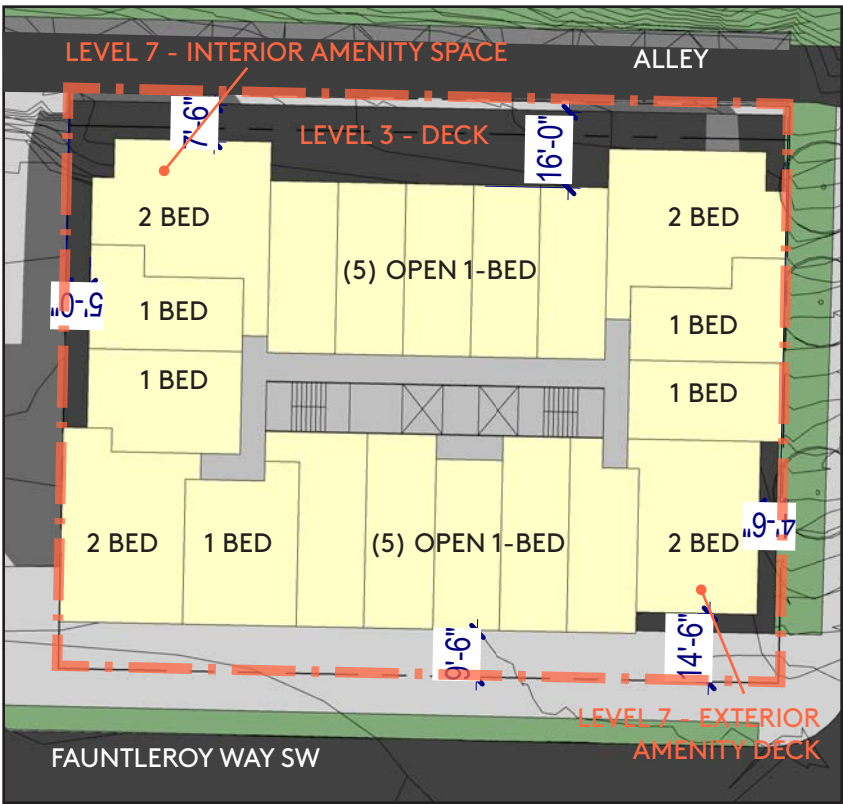 LEVEL 7 - INTERIOR AMENITY SPACE
ALLEY
7'-6"
LEVEL 3 - DECK
16'-0"
2 BED
2 BED
(5) OPEN 1-BED
5'-0"
1 BED
1 BED
1 BED
1 BED
2 BED
1 BED
(5) OPEN 1-BED
2 BED
4'-6"
9'-6"
14'-6"
LEVEL 7 - EXTERIOR
AMENITY DECK
FAUNTLEROY WAY SW